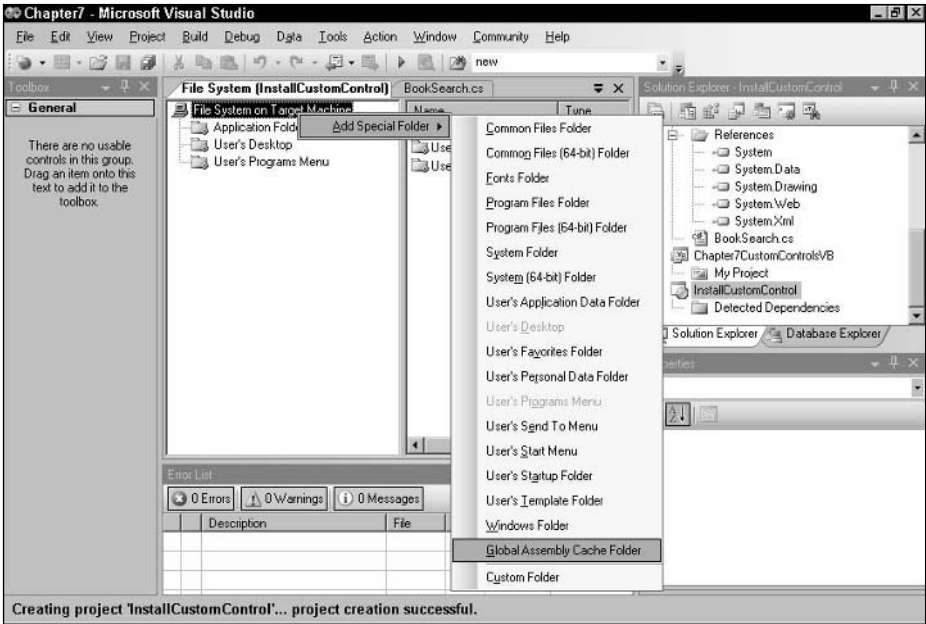 Chapter7 - Microsoft Visual Studio
File Edit View Project Build Debug Data Tools Action Window Community Help
new
Toolbox
General
There are no usable
controls in this group.
Drag an item onto this
text to add it to the
toolbox.
File System (InstallCustomControl)
BookSearch.cs
File System on Target Machine
Application
User's Desktop
User's Programs Menu
Name
Type
Add Special Folder
Common Files Folder
Common Files (64-bit) Folder
Fonts Folder
Program Files Folder
Program Files (64-bit) Folder
System Folder
System (64-bit) Folder
User's Application Data Folder
User's Desktop
User's Favorites Folder
User's Personal Data Folder
User's Programs Menu
User's Send To Menu
User's Start Menu
User's Startup Folder
User's Template Folder
Windows Folder
Global Assembly Cache Folder
Custom Folder
Solution Explorer - InstallCustomControl
References
System
System.Data
System.Drawing
System.Web
System.Xml
BookSearch.cs
Chapter7CustomControlsVB
My Project
InstallCustomControl
Detected Dependencies
Solution Explorer
Database Explorer
Error List
0 Errors
0 Warnings
0 Messages
Description
File
Creating project 'InstallCustomControl'... project creation successful.